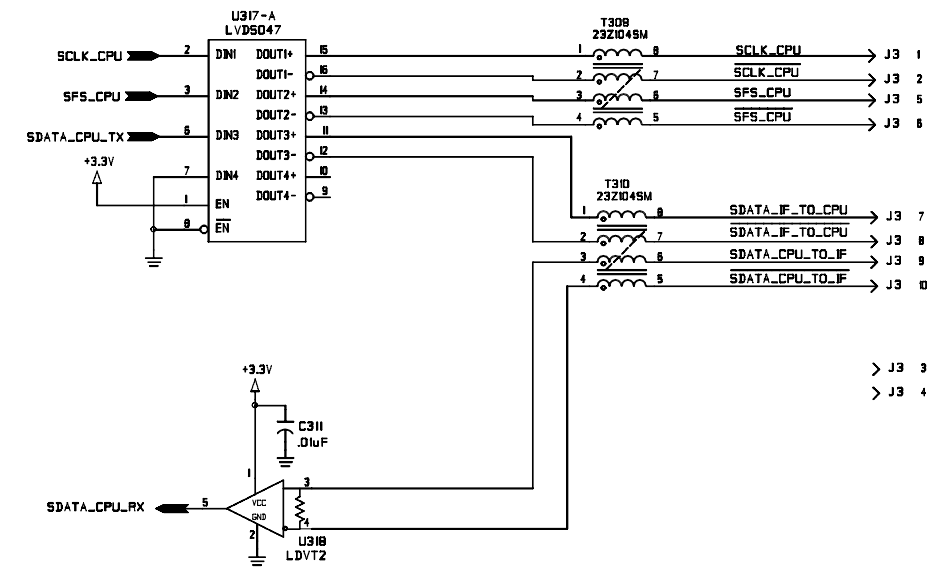 U317-A
LVDS047
T309
23Z104SM
SCLK_CPU 2 DIN1 DOUT1+ 15 1 8 SCLK_CPU J3 1
DOUT1- 16 2 7 SCLK_CPU J3 2
SFS_CPU 3 DIN2 DOUT2+ 14 3 6 SFS_CPU J3 5
DOUT2- 13 4 5 SFS_CPU J3 6
SDATA_CPU_TX 6 DIN3 DOUT3+ 11
DOUT3- 12
+3.3V
7 DIN4 DOUT4+ 10
DOUT4- 9
1 EN
8 EN
T310
23Z104SM
1 8 SDATA_IF_TO_CPU J3 7
2 7 SDATA_IF_TO_CPU J3 8
3 6 SDATA_CPU_TO_IF J3 9
4 5 SDATA_CPU_TO_IF J3 10
J3 3
J3 4
+3.3V
C311
.01uF
1
3
SDATA_CPU_RX 5 VCC
GND
4
2
U318
LDVT2